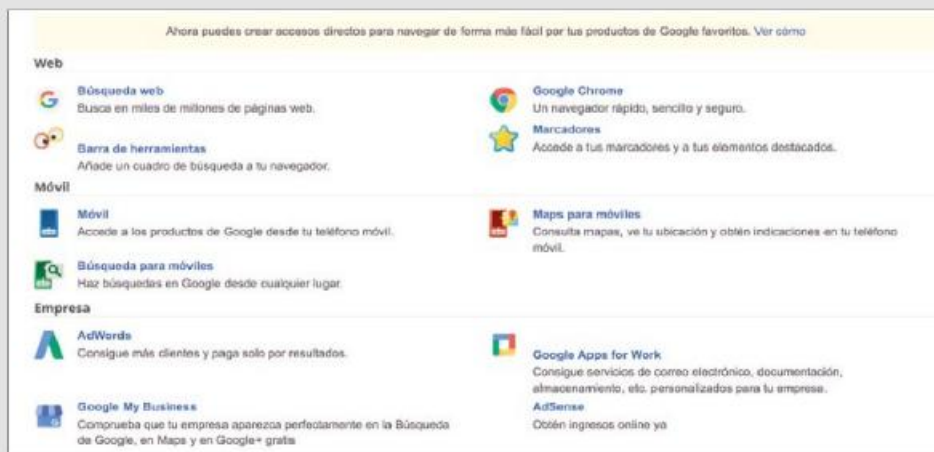 Ahora puedes crear accesos directos para navegar de forma más fácil por tus productos de Google favoritos. Ver cómo
Web
Búsqueda web
Busca en miles de millones de páginas web.
Google Chrome
Un navegador rápido, sencillo y seguro.
Barra de herramientas
Añade un cuadro de búsqueda a tu navegador.
Marcadores
Accede a tus marcadores y a tus elementos destacados.
Móvil
Móvil
Accede a los productos de Google desde tu teléfono móvil.
Maps para móviles
Consulta mapas, ve tu ubicación y obtén indicaciones en tu teléfono
móvil.
Búsqueda para móviles
Haz búsquedas en Google desde cualquier lugar.
Empresa
AdWords
Consigue más clientes y paga solo por resultados.
Google Apps for Work
Consigue servicios de correo electrónico, documentación,
almacenamiento, etc. personalizados para tu empresa.
Google My Business
Comprueba que tu empresa aparezca perfectamente en la Búsqueda
de Google, en Maps y en Google+ gratis
AdSense
Obtén ingresos online ya